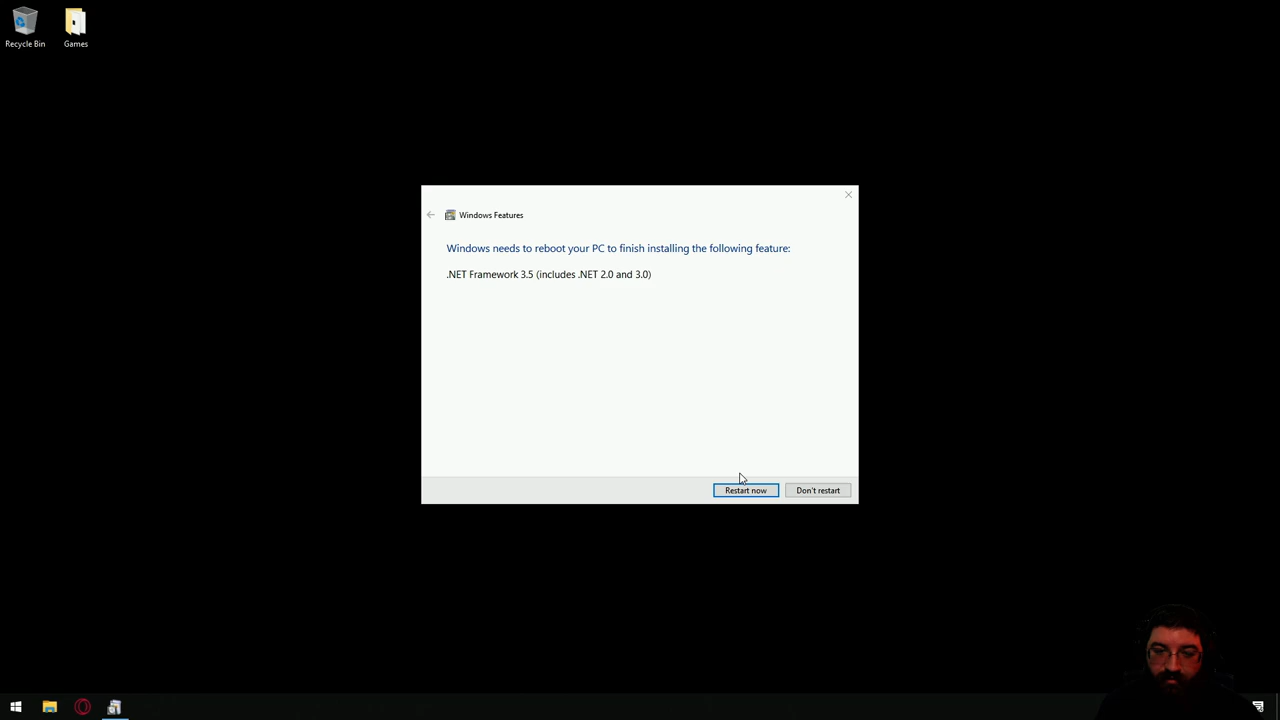 Recycle Bin
Games
Windows Features
Windows needs to reboot your PC to finish installing the following feature:
.NET Framework 3.5 (includes .NET 2.0 and 3.0)
Restart now
Don't restart